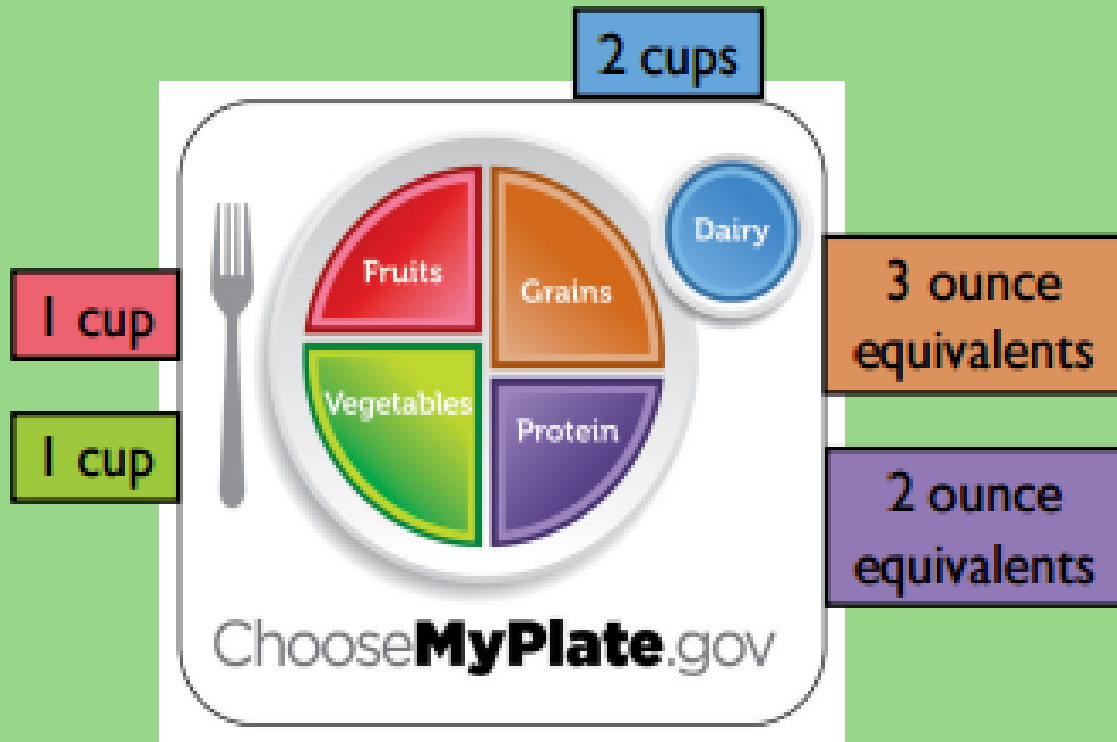 2 cups
Dairy
Fruits
Grains
1 cup
3 ounce
equivalents
Vegetables
Protein
1 cup
2 ounce
equivalents
ChooseMyPlate.gov